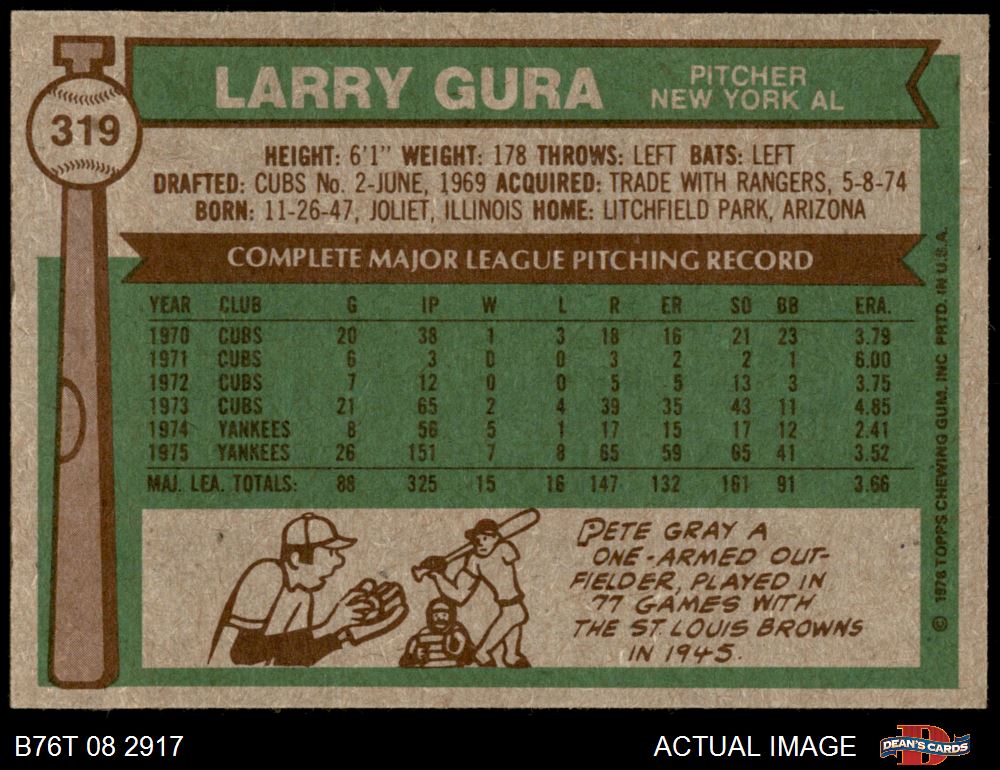 319
LARRY GURA
PITCHER
NEW YORK AL
HEIGHT: 6'1" WEIGHT: 178 THROWS: LEFT BATS: LEFT
DRAFTED: CUBS No. 2-JUNE, 1969 ACQUIRED: TRADE WITH RANGERS, 5-8-74
BORN: 11-26-47, JOLIET, ILLINOIS HOME: LITCHFIELD PARK, ARIZONA
COMPLETE MAJOR LEAGUE PITCHING RECORD
YEAR CLUB G IP W L R ER SO BB ERA.
1970 CUBS 20 38 1 3 18 16 21 23 3.79
1971 CUBS 6 3 0 0 3 2 2 1 6.00
1972 CUBS 7 12 0 0 5 5 13 3 3.75
1973 CUBS 21 65 2 4 39 35 43 11 4.85
1974 YANKEES 8 56 5 1 17 15 17 12 2.41
1975 YANKEES 26 151 7 8 65 59 65 41 3.52
MAJ. LEA. TOTALS: 88 325 15 16 147 132 161 91 3.66
PETE GRAY A
ONE-ARMED OUT-
FIELDER, PLAYED IN
77 GAMES WITH
THE ST. LOUIS BROWNS
IN 1945.
© 1976 TOPPS CHEWING GUM, INC. PRTD. IN U.S.A.
B76T 08 2917
ACTUAL IMAGE
D
DEAN'S CARDS